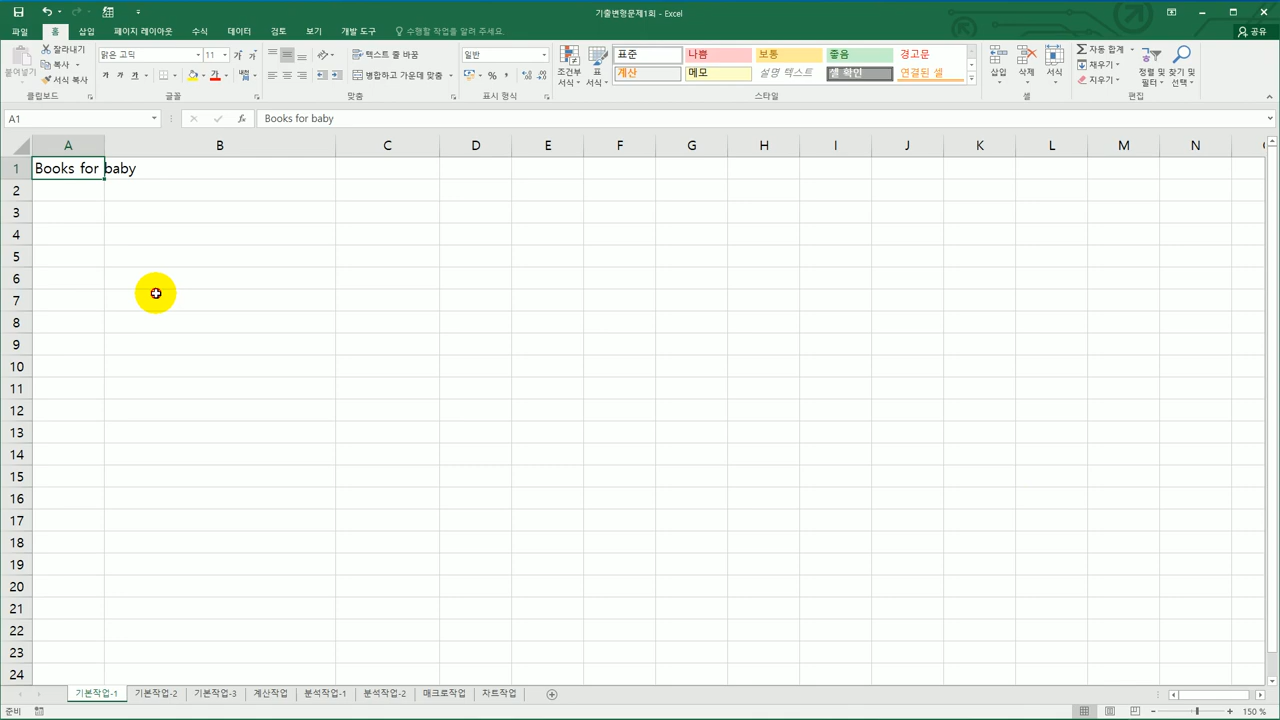 기출변형문제1회 - Excel
파일 홈 삽입 페이지 레이아웃 수식 데이터 검토 보기 개발 도구 수행할 작업을 알려 주세요. 공유
붙여넣기 잘라내기 복사 서식 복사
클립보드
맑은 고딕 11
가 가 가 가 가
글꼴
텍스트 줄 바꿈
병합하고 가운데 맞춤
맞춤
일반
%
표시 형식
조건부 서식 표 서식
표준 나쁨 보통 좋음 경고문
계산 메모 설명 텍스트 셀 확인 연결된 셀
스타일
삽입 삭제 서식
셀
자동 합계
채우기
지우기
정렬 및 필터 찾기 및 선택
편집
A1 fx Books for baby
A B C D E F G H I J K L M N
1 Books for baby
2
3
4
5
6
7
8
9
10
11
12
13
14
15
16
17
18
19
20
21
22
23
24
기본작업-1 기본작업-2 기본작업-3 계산작업 분석작업-1 분석작업-2 매크로작업 차트작업
준비 150 %